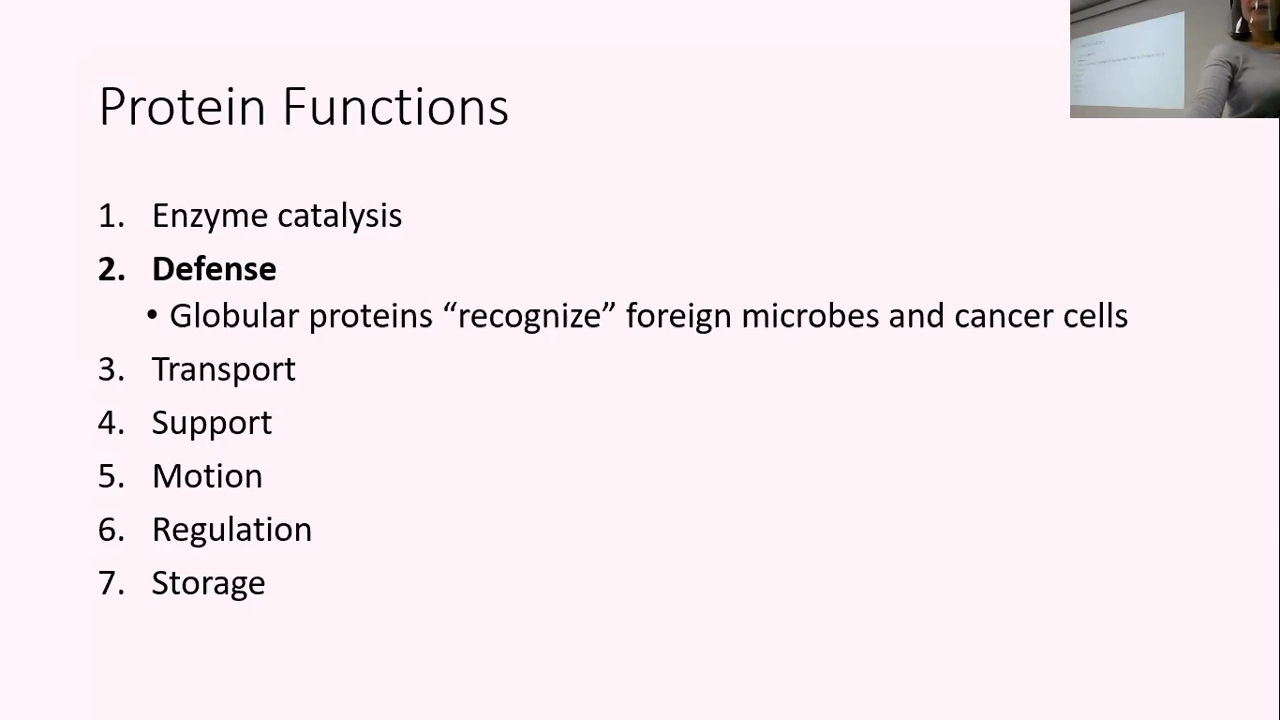 Protein Functions
1. Enzyme catalysis
2. Defense
• Globular proteins “recognize” foreign microbes and cancer cells
3. Transport
4. Support
5. Motion
6. Regulation
7. Storage